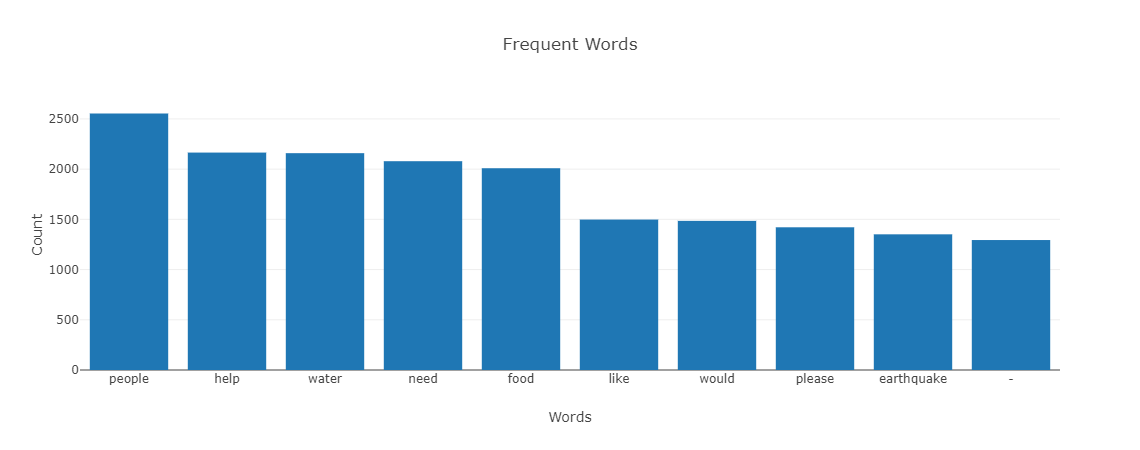 Frequent Words
2500
2000
1500
1000
500
0
Count
people help water need food like would please earthquake -
Words